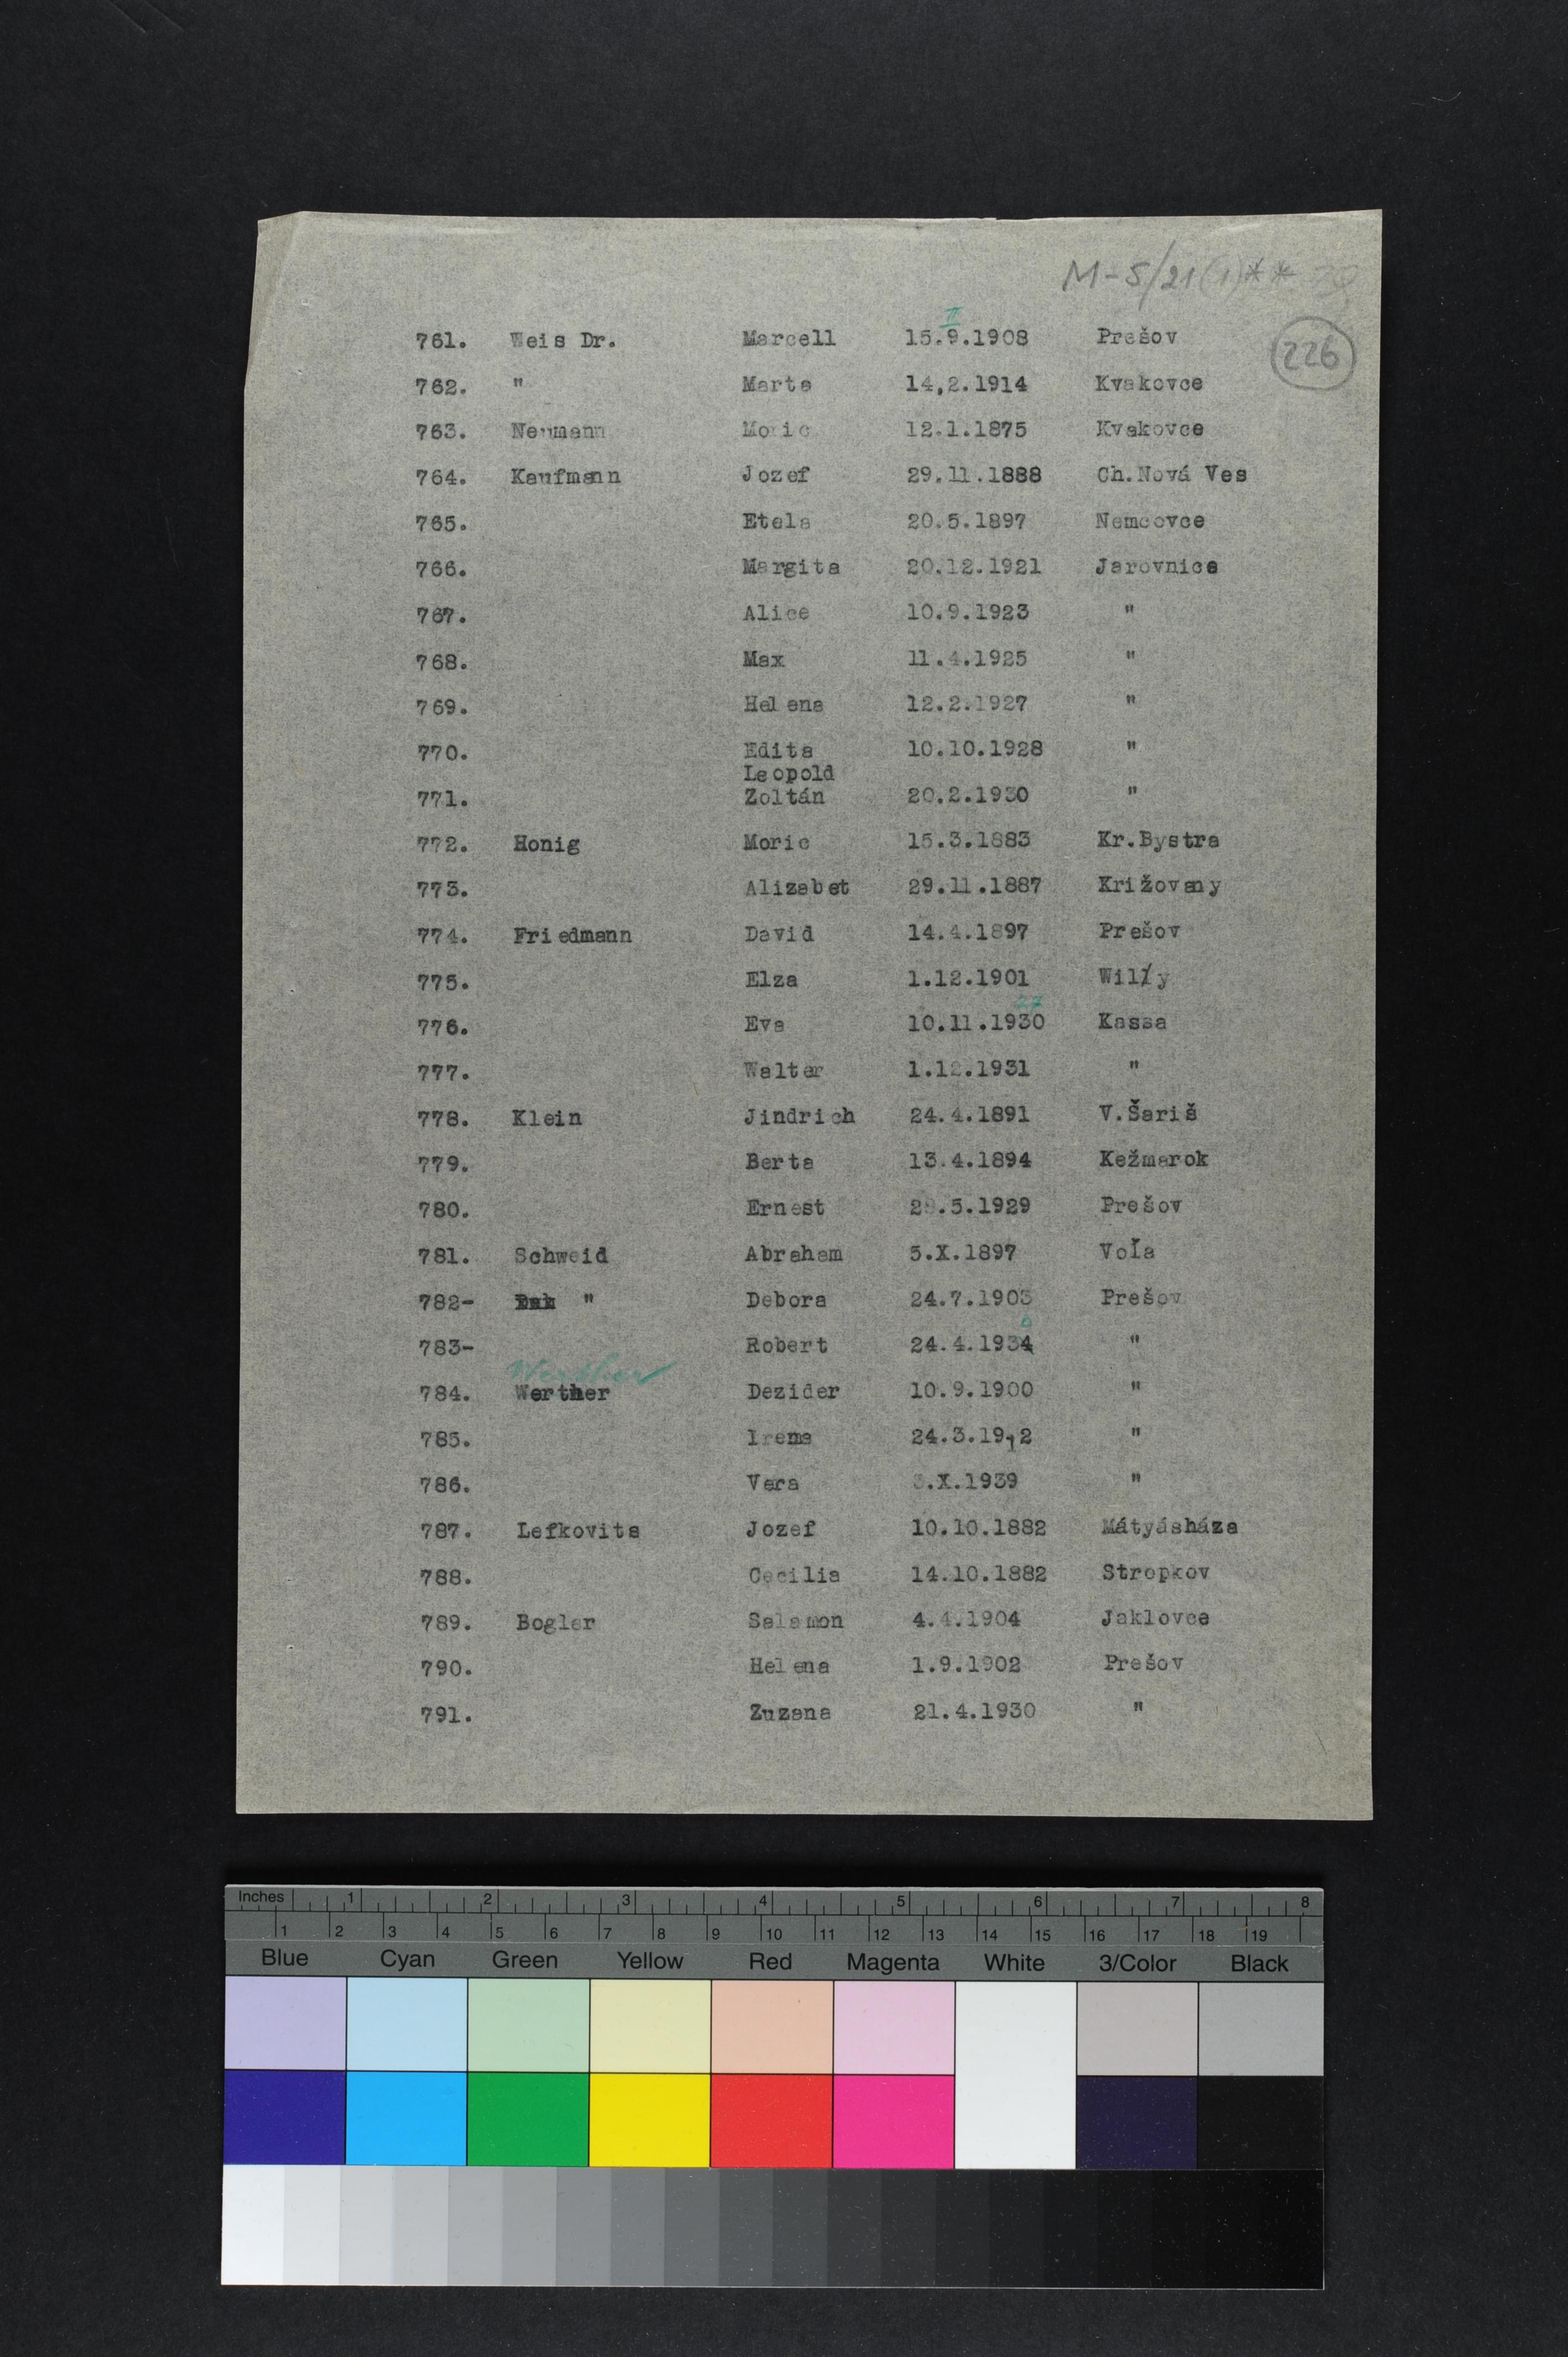 M-5/21(1)**
226
II
761. Weis Dr. Marcell 15.9.1908 Prešov
762. " Marta 14,2.1914 Kvakovce
763. Neumann Moric 12.1.1875 Kvakovce
764. Kaufmann Jozef 29.11.1888 Ch.Nová Ves
765. Etela 20.5.1897 Nemcovce
766. Margita 20.12.1921 Jarovnice
767. Alice 10.9.1923 "
768. Max 11.4.1925 "
769. Helena 12.2.1927 "
770. Edita 10.10.1928 "
Leopold
771. Zoltán 20.2.1930 "
772. Honig Moric 15.3.1883 Kr.Bystra
773. Alizabet 29.11.1887 Križovany
774. Friedmann David 14.4.1897 Prešov
775. Elza 1.12.1901 Willy
27
776. Eva 10.11.1930 Kassa
777. Walter 1.12.1931 "
778. Klein Jindrich 24.4.1891 V.Šariš
779. Berta 13.4.1894 Kežmarok
780. Ernest .5.1929 Prešov
781. Schweid Abraham 5.X.1897 Vola
782- " Debora 24.7.1903 Prešov
783- Robert 24.4.1934 "
Werther
784. Werther Dezider 10.9.1900 "
785. Irena 24.3.1912 "
786. Vera 3.X.1939 "
787. Lefkovits Jozef 10.10.1882 Mátyásháza
788. Cecilia 14.10.1882 Stropkov
789. Bogler Salamon 4.4.1904 Jaklovce
790. Helena 1.9.1902 Prešov
791. Zuzana 21.4.1930 "
Inches 1 2 3 4 5 6 7 8
1 2 3 4 5 6 7 8 9 10 11 12 13 14 15 16 17 18 19
Blue Cyan Green Yellow Red Magenta White 3/Color Black